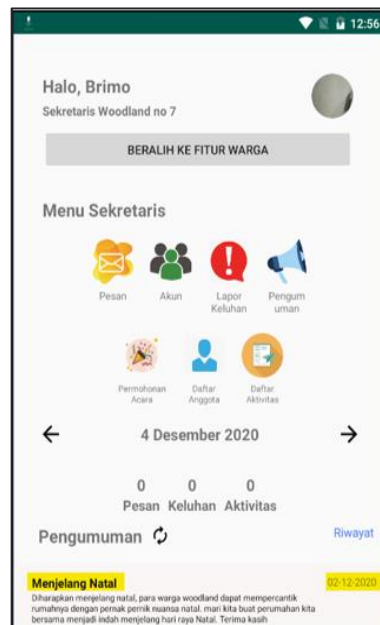 12:56
Halo, Brimo
Sekretaris Woodland no 7
BERALIH KE FITUR WARGA
Menu Sekretaris
Pesan Akun Lapor Pengum
Keluhan uman
Permohonan Daftar Daftar
Acara Anggota Aktivitas
4 Desember 2020
0 0 0
Pesan Keluhan Aktivitas
Pengumuman Riwayat
Menjelang Natal 02-12-2020
Diharapkan menjelang natal, para warga woodland dapat mempercantik
rumahnya dengan pernak pernik nuansa natal. mari kita buat perumahan kita
bersama menjadi indah menjelang hari raya Natal. Terima kasih